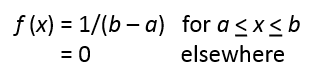 f (x) = 1/(b – a) for a ≤ x ≤ b
= 0 elsewhere